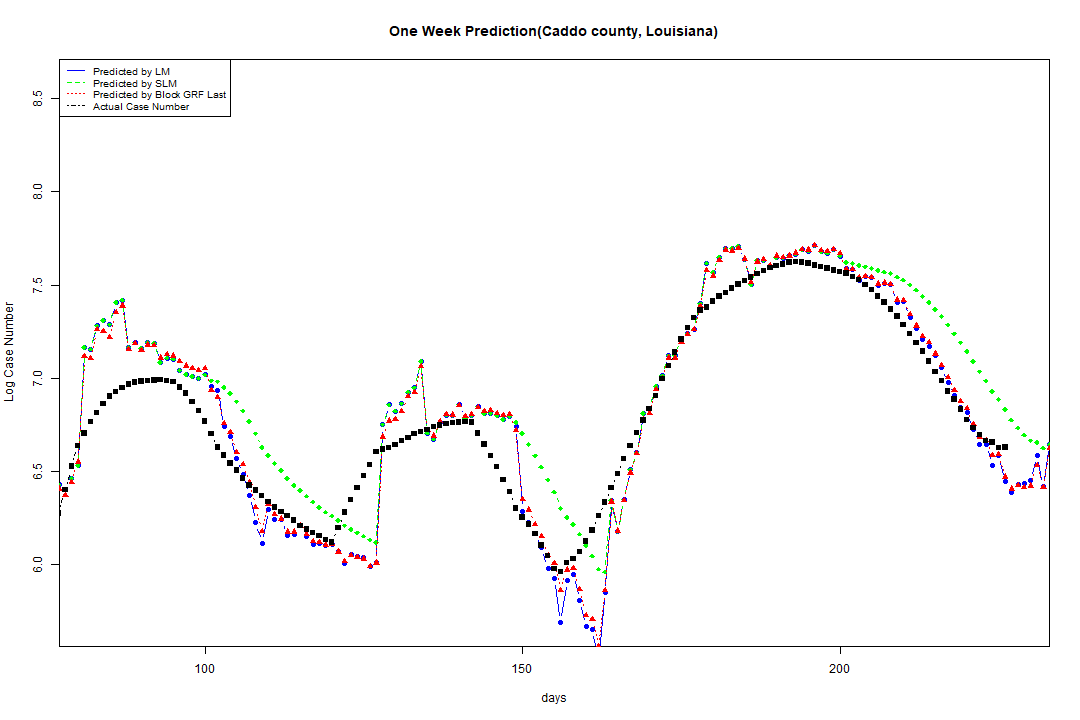 One Week Prediction(Caddo county, Louisiana)
Predicted by LM
Predicted by SLM
Predicted by Block GRF Last
Actual Case Number
8.5
8.0
7.5
7.0
6.5
6.0
Log Case Number
100
150
200
days